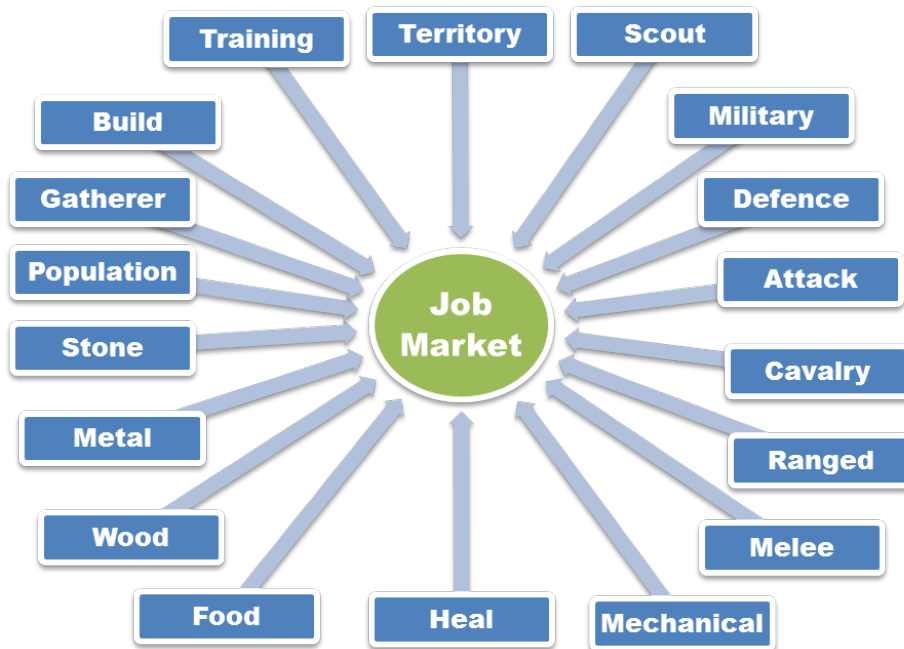 Training
Territory
Scout
Build
Military
Gatherer
Defence
Population
Attack
Job
Market
Stone
Cavalry
Metal
Ranged
Wood
Melee
Food
Heal
Mechanical